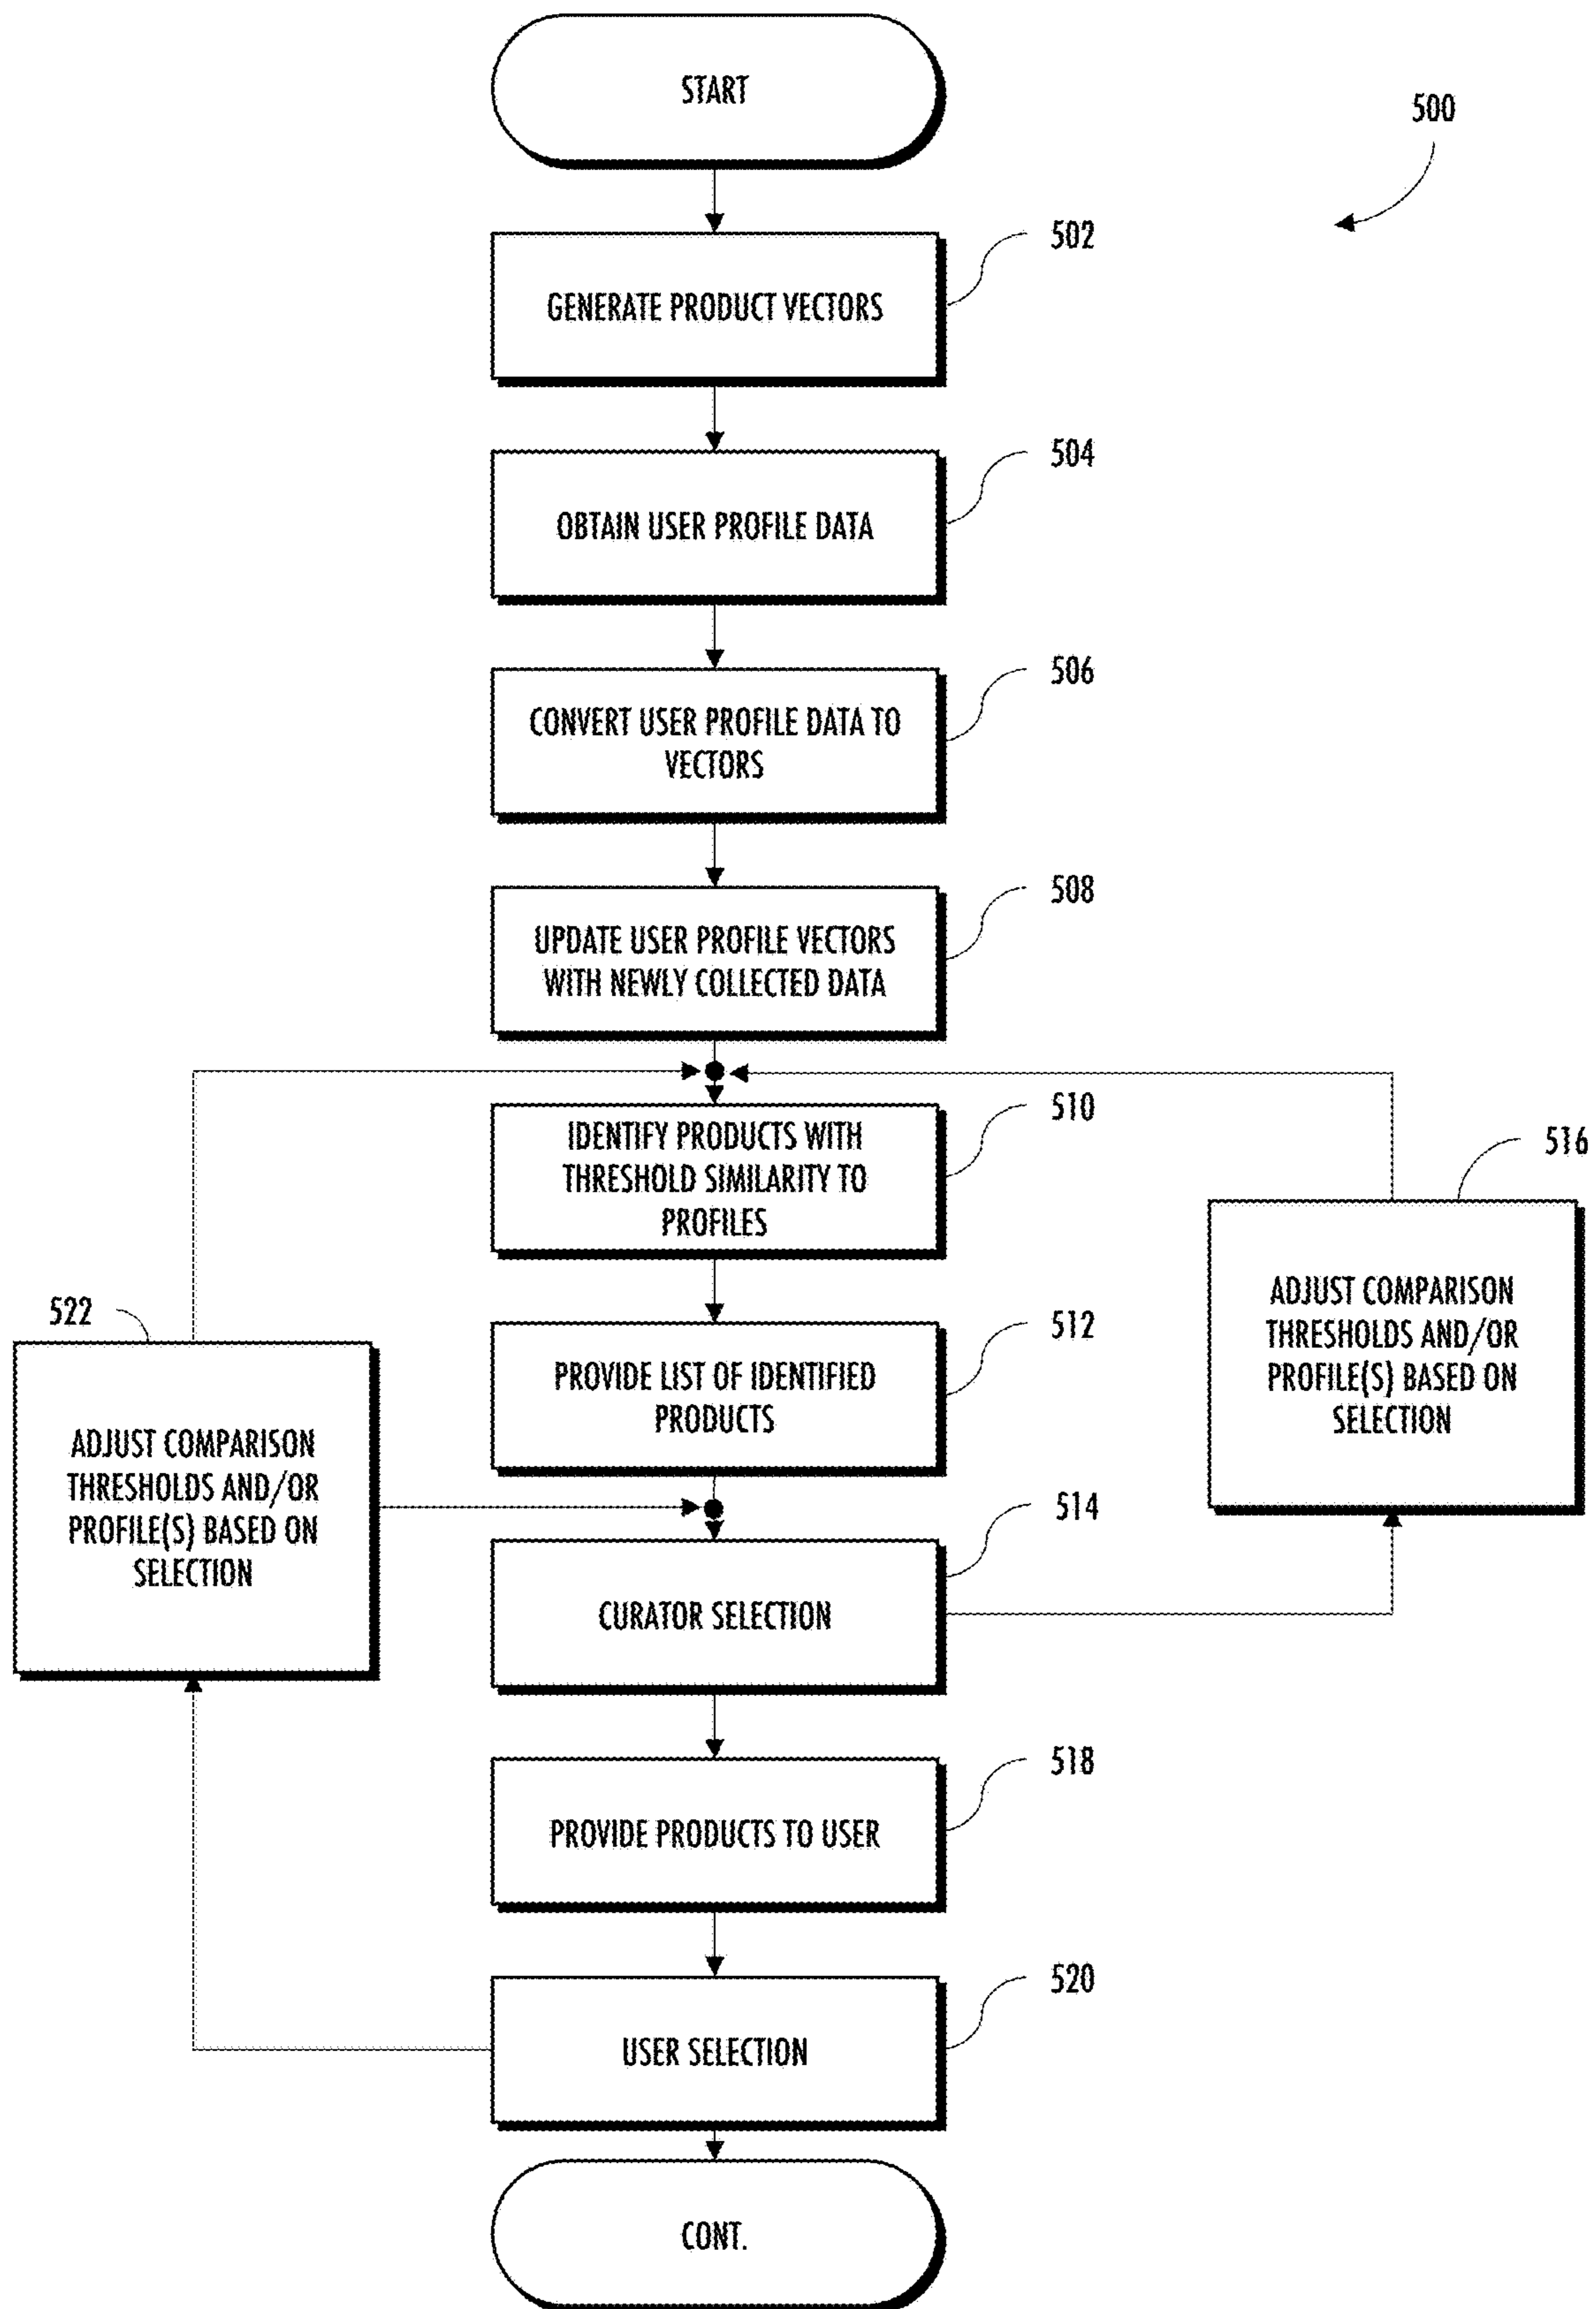 START
500
502
GENERATE PRODUCT VECTORS
504
OBTAIN USER PROFILE DATA
506
CONVERT USER PROFILE DATA TO
VECTORS
508
UPDATE USER PROFILE VECTORS
WITH NEWLY COLLECTED DATA
510
IDENTIFY PRODUCTS WITH
THRESHOLD SIMILARITY TO
PROFILES
516
ADJUST COMPARISON
THRESHOLDS AND/OR
PROFILE(S) BASED ON
SELECTION
522
ADJUST COMPARISON
THRESHOLDS AND/OR
PROFILE(S) BASED ON
SELECTION
512
PROVIDE LIST OF IDENTIFIED
PRODUCTS
514
CURATOR SELECTION
518
PROVIDE PRODUCTS TO USER
520
USER SELECTION
CONT.